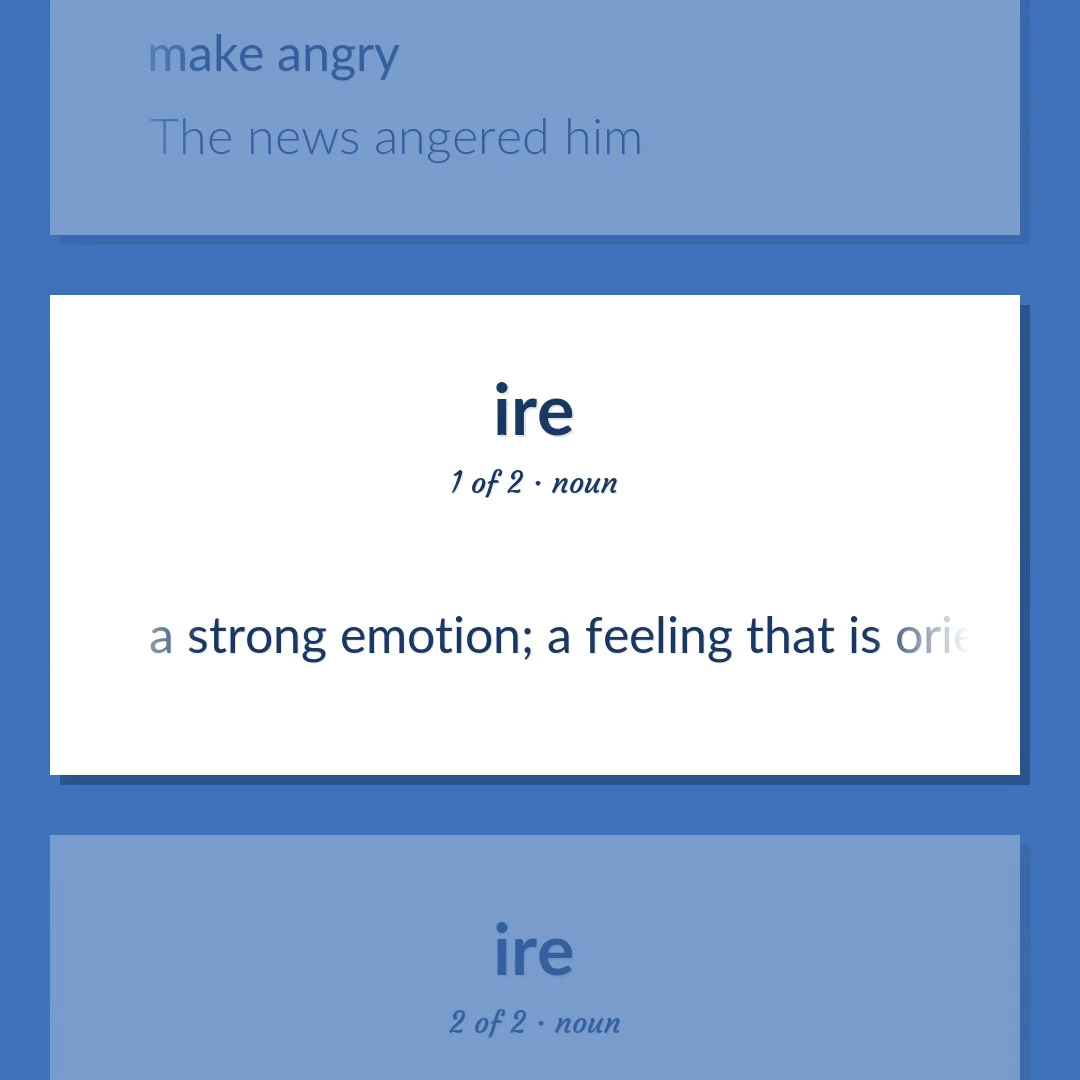 make angry
The news angered him
ire
1 of 2 · noun
a strong emotion; a feeling that is
ire
2 of 2 · noun